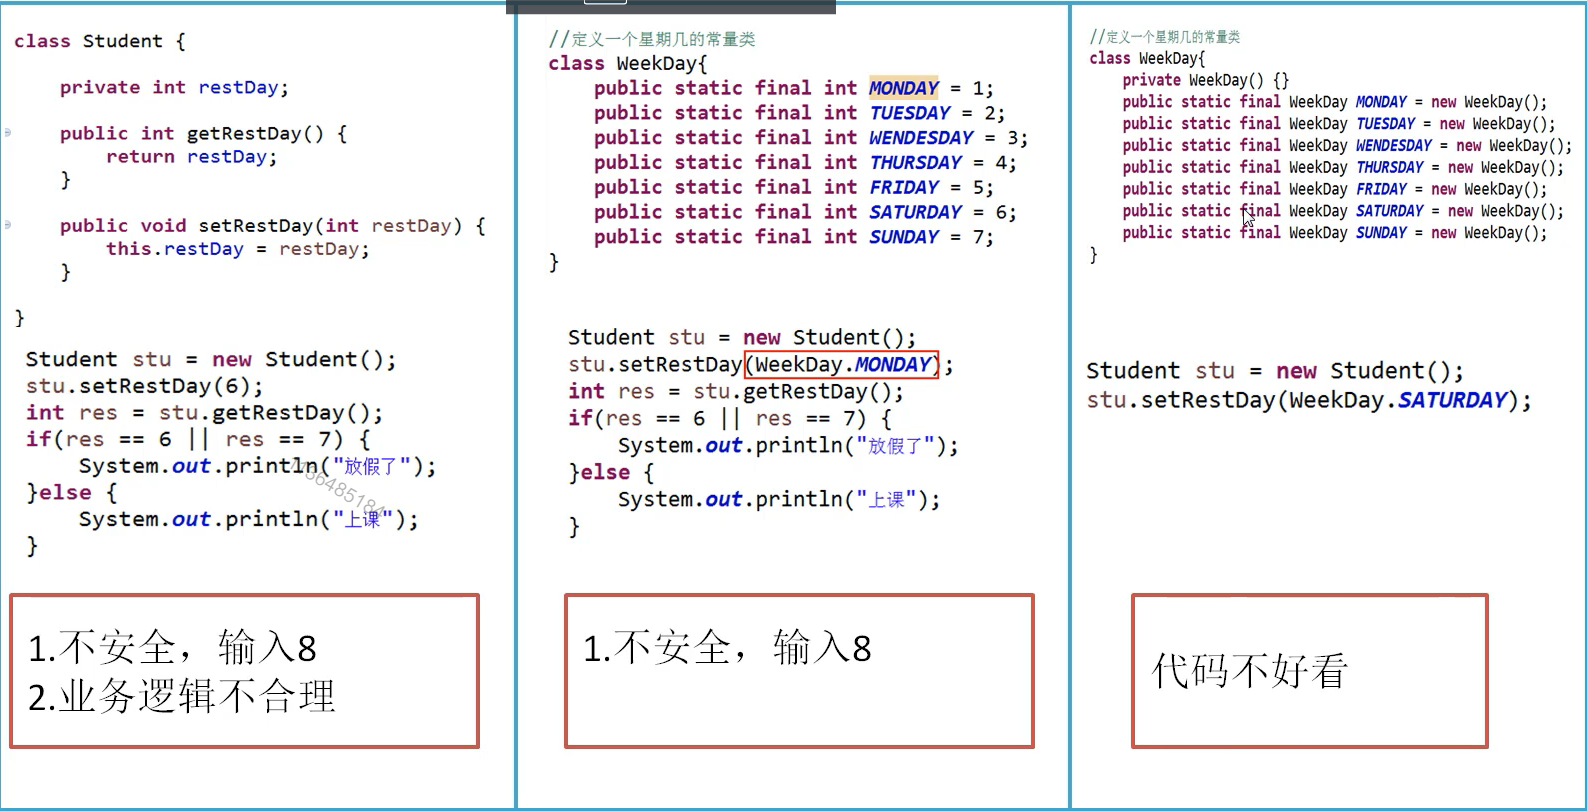 class Student {
private int restDay;
public int getRestDay() {
return restDay;
}
public void setRestDay(int restDay) {
this.restDay = restDay;
}
}
Student stu = new Student();
stu.setRestDay(6);
int res = stu.getRestDay();
if(res == 6 || res == 7) {
System.out.println("放假了");
}else {
System.out.println("上课");
}
1.不安全，输入8
2.业务逻辑不合理
//定义一个星期几的常量类
class WeekDay{
public static final int MONDAY = 1;
public static final int TUESDAY = 2;
public static final int WENDESDAY = 3;
public static final int THURSDAY = 4;
public static final int FRIDAY = 5;
public static final int SATURDAY = 6;
public static final int SUNDAY = 7;
}
Student stu = new Student();
stu.setRestDay(WeekDay.MONDAY);
int res = stu.getRestDay();
if(res == 6 || res == 7) {
System.out.println("放假了");
}else {
System.out.println("上课");
}
1.不安全，输入8
//定义一个星期几的常量类
class WeekDay{
private WeekDay() {}
public static final WeekDay MONDAY = new WeekDay();
public static final WeekDay TUESDAY = new WeekDay();
public static final WeekDay WENDESDAY = new WeekDay();
public static final WeekDay THURSDAY = new WeekDay();
public static final WeekDay FRIDAY = new WeekDay();
public static final WeekDay SATURDAY = new WeekDay();
public static final WeekDay SUNDAY = new WeekDay();
}
Student stu = new Student();
stu.setRestDay(WeekDay.SATURDAY);
代码不好看